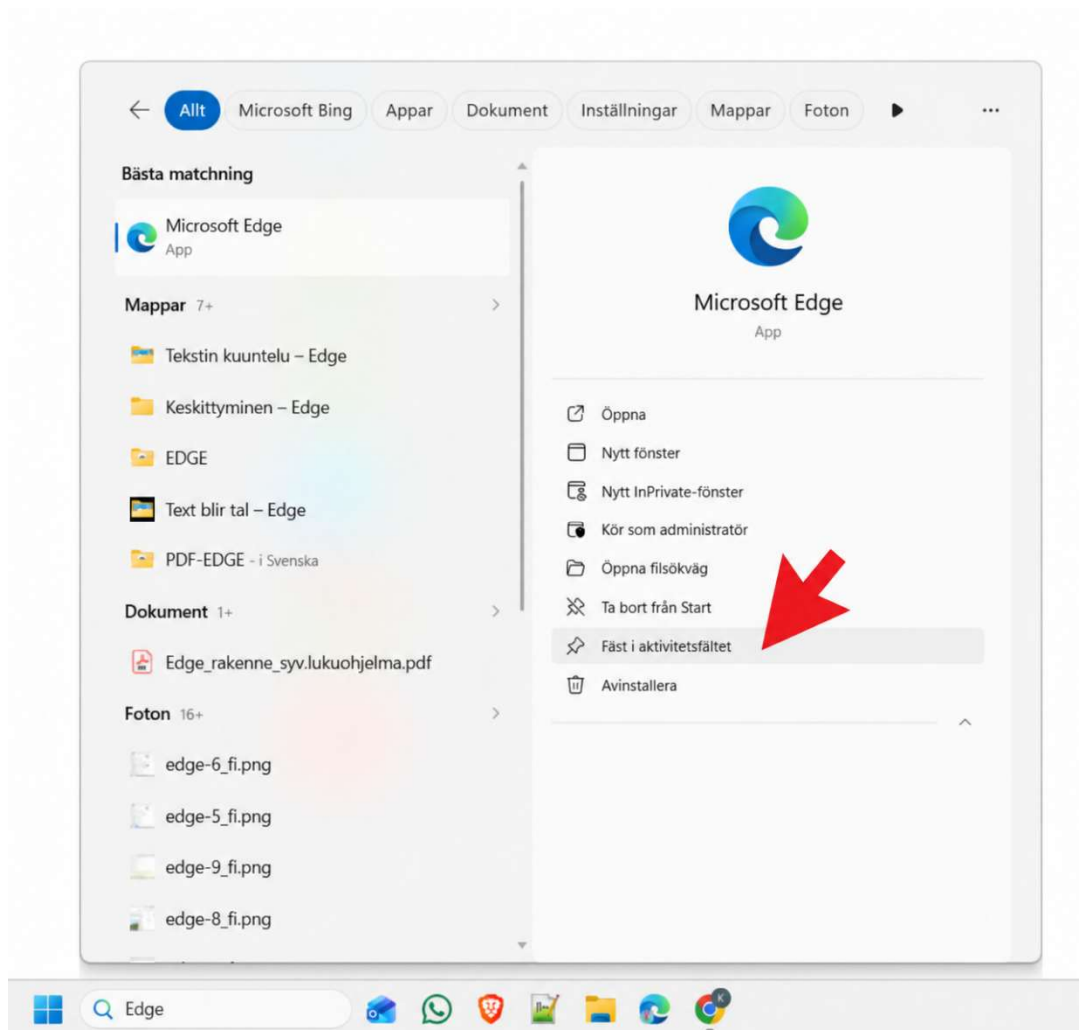 Allt Microsoft Bing Appar Dokument Inställningar Mappar Foton
Bästa matchning
Microsoft Edge
App
Mappar 7+
Tekstin kuuntelu – Edge
Keskittyminen – Edge
EDGE
Text blir tal – Edge
PDF-EDGE - i Svenska
Dokument 1+
Edge_rakenne_syv.lukuohjelma.pdf
Foton 16+
edge-6_fi.png
edge-5_fi.png
edge-9_fi.png
edge-8_fi.png
Microsoft Edge
App
Öppna
Nytt fönster
Nytt InPrivate-fönster
Kör som administratör
Öppna filsökväg
Ta bort från Start
Fäst i aktivitetsfältet
Avinstallera
Edge
K